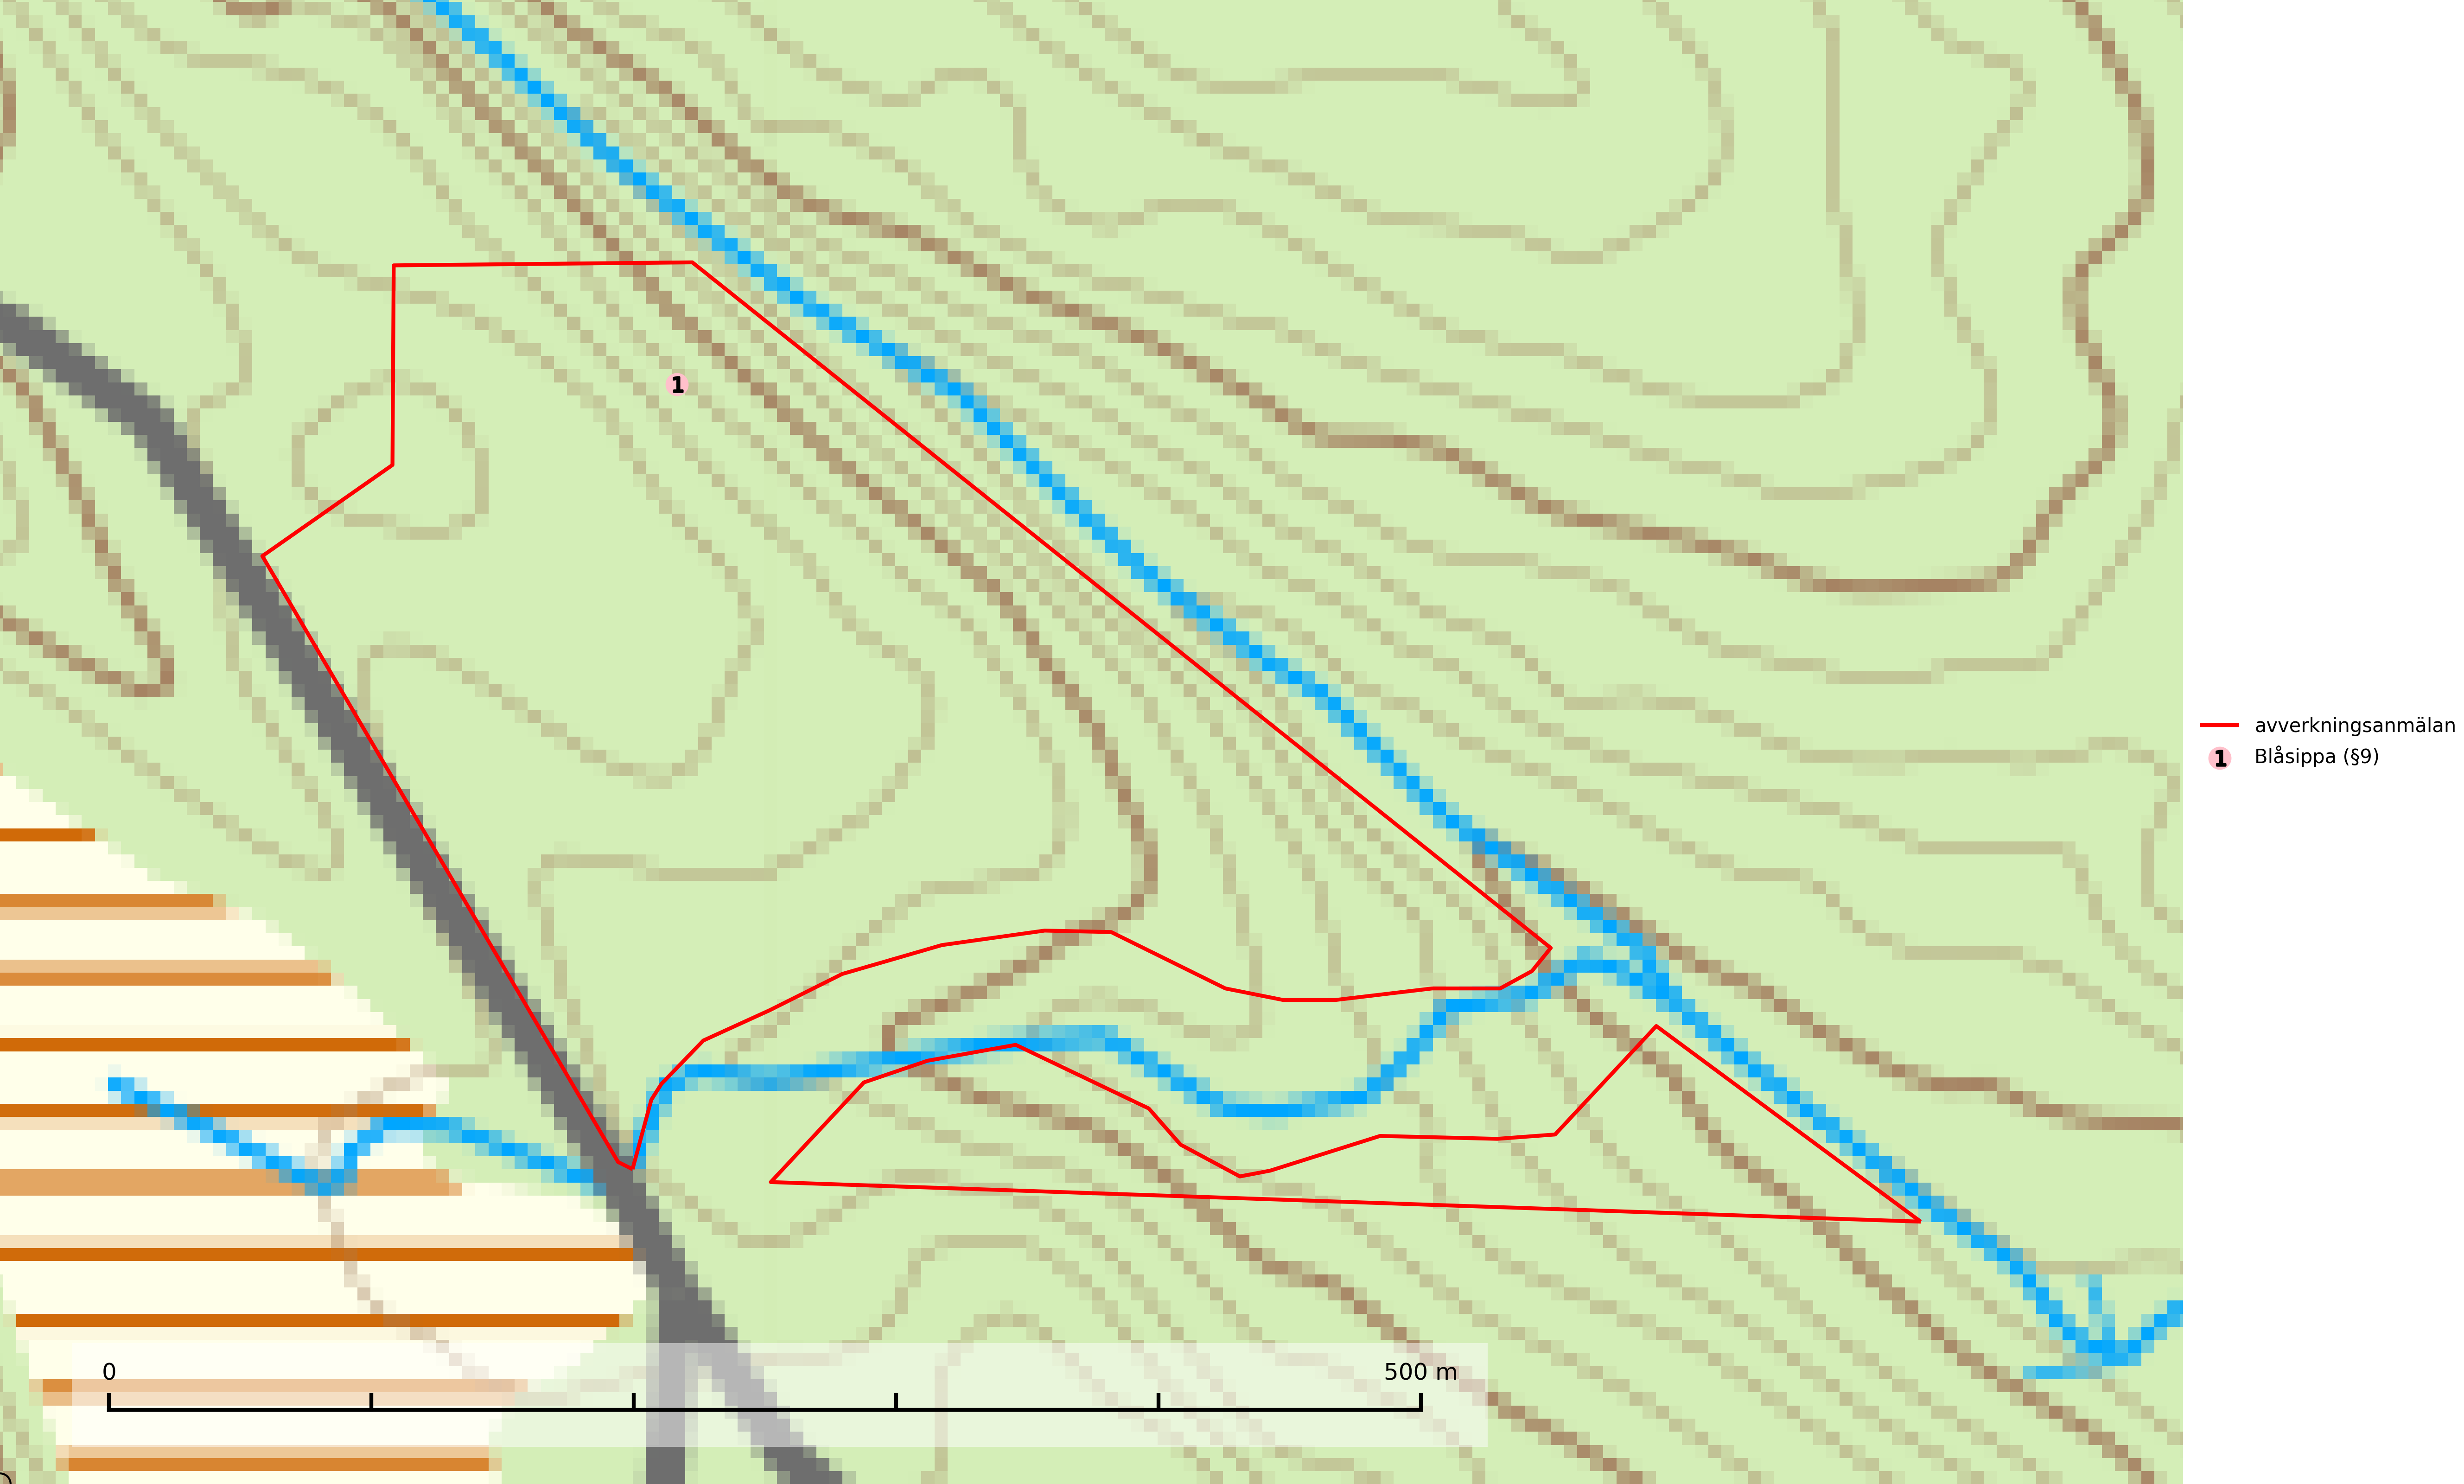 1
avverkningsanmälan
1 Blåsippa (§9)
0 500 m